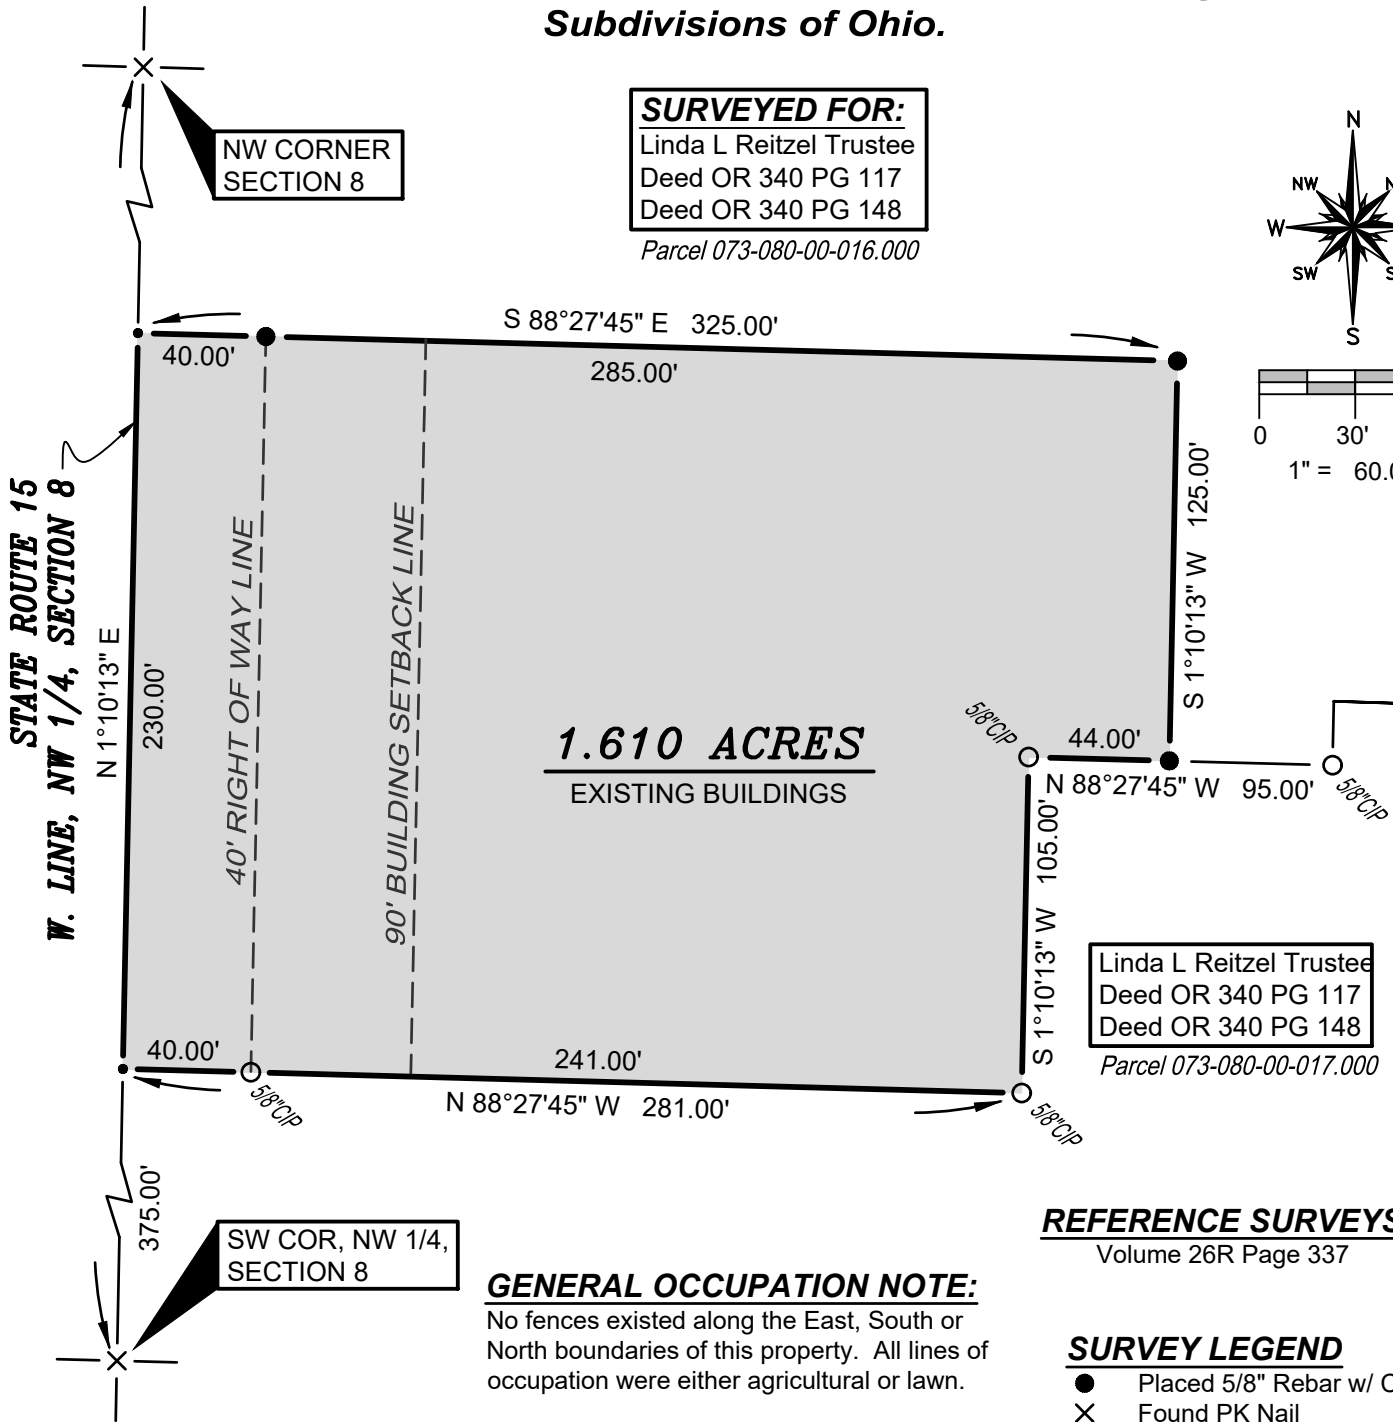 Subdivisions of Ohio.
SURVEYED FOR:
Linda L Reitzel Trustee
Deed OR 340 PG 117
Deed OR 340 PG 148
Parcel 073-080-00-016.000
NW CORNER
SECTION 8
N
NW
W
SW
S
0
30'
1" =
S 88°27'45" E 325.00'
40.00'
285.00'
STATE ROUTE 15
W. LINE, NW 1/4, SECTION 8
N 1°10'13" E
230.00'
40' RIGHT OF WAY LINE
90' BUILDING SETBACK LINE
S 1°10'13" W 125.00'
1.610 ACRES
EXISTING BUILDINGS
5/8"CIP
44.00'
N 88°27'45" W 95.00'
5/8"CIP
S 1°10'13" W 105.00'
Linda L Reitzel Trustee
Deed OR 340 PG 117
Deed OR 340 PG 148
Parcel 073-080-00-017.000
40.00'
241.00'
5/8"CIP
N 88°27'45" W 281.00'
5/8"CIP
375.00'
SW COR, NW 1/4,
SECTION 8
REFERENCE SURVEYS
Volume 26R Page 337
GENERAL OCCUPATION NOTE:
No fences existed along the East, South or
North boundaries of this property. All lines of
occupation were either agricultural or lawn.
SURVEY LEGEND
Placed 5/8" Rebar w/
Found PK Nail